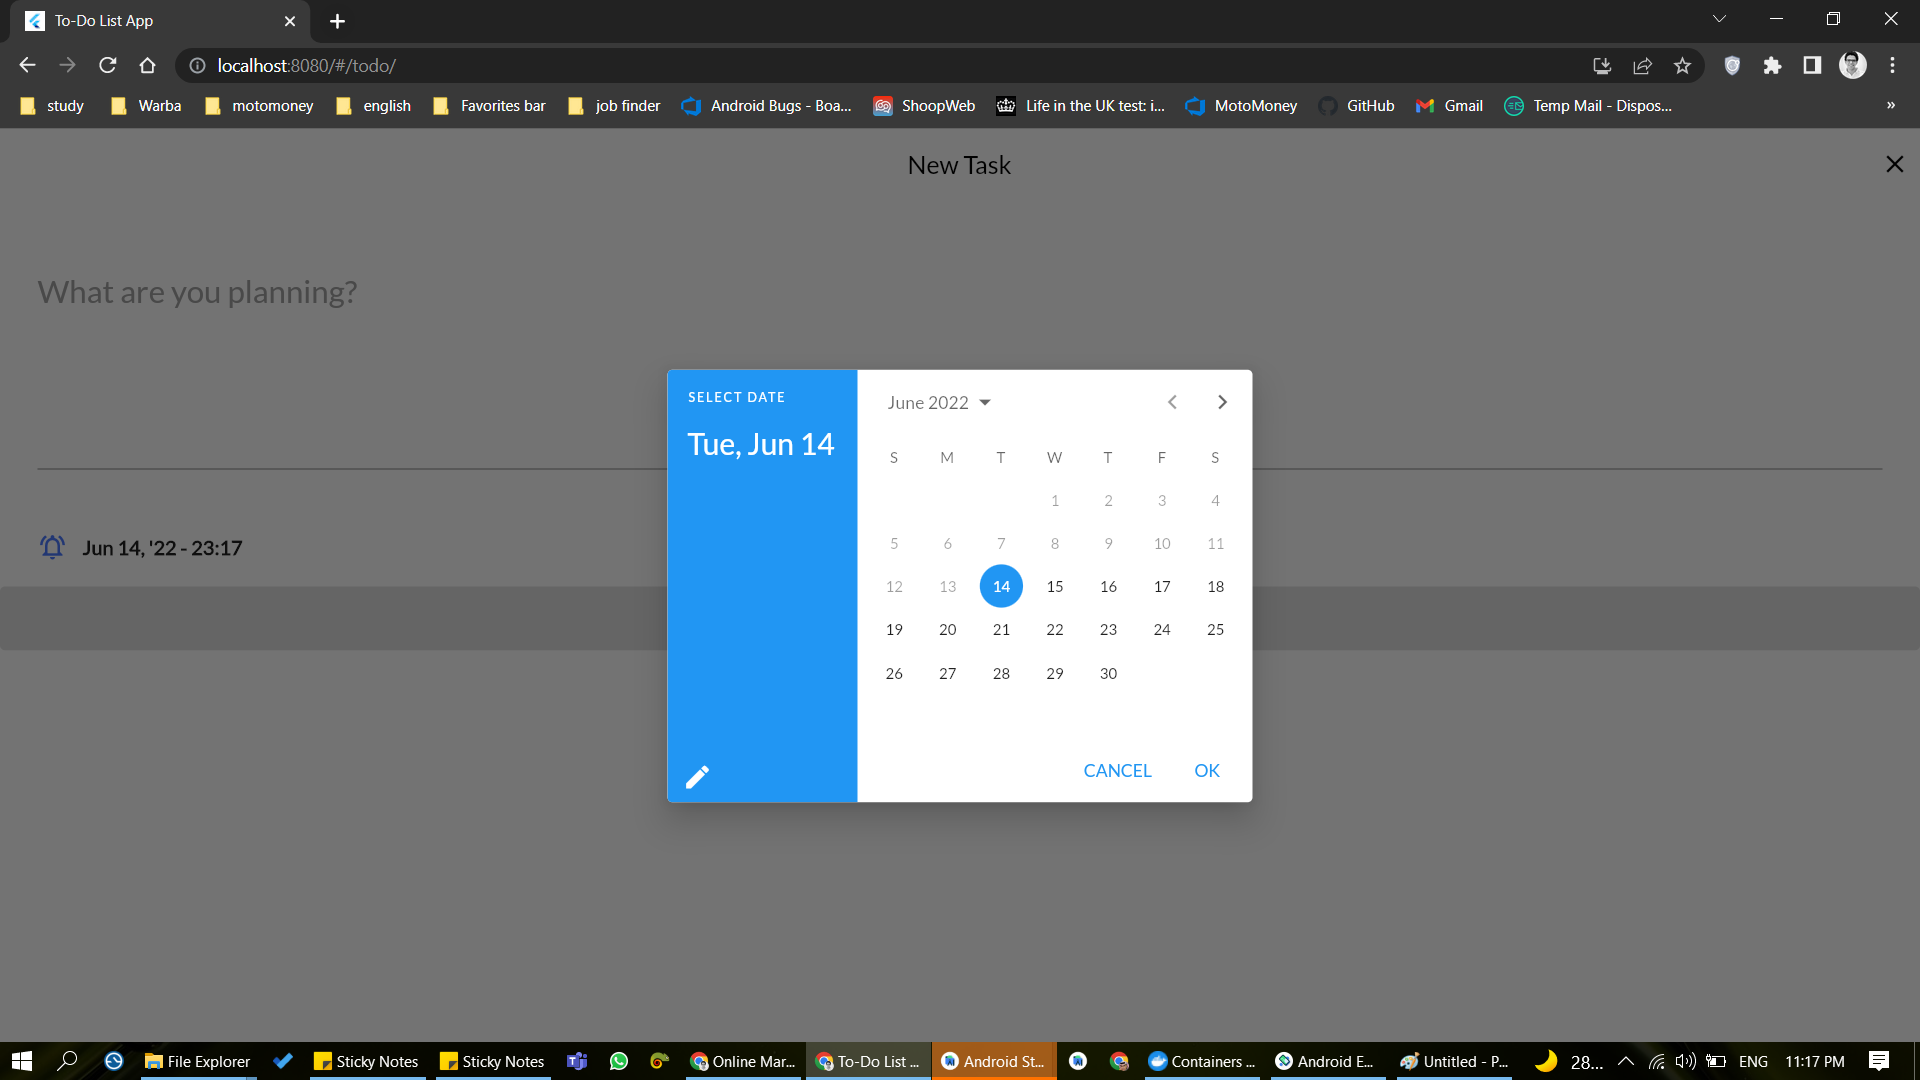 To-Do List App
localhost:8080/#/todo/
study Warba motomoney english Favorites bar job finder Android Bugs - Boa... ShoopWeb Life in the UK test: i... MotoMoney GitHub Gmail Temp Mail - Dispos... »
New Task
What are you planning?
SELECT DATE
Tue, Jun 14
June 2022
S M T W T F S
1 2 3 4
5 6 7 8 9 10 11
12 13 14 15 16 17 18
19 20 21 22 23 24 25
26 27 28 29 30
CANCEL OK
Jun 14, '22 - 23:17
File Explorer Sticky Notes Sticky Notes Online Mar... To-Do List ... Android St... Containers ... Android E... Untitled - P... 28... ENG 11:17 PM